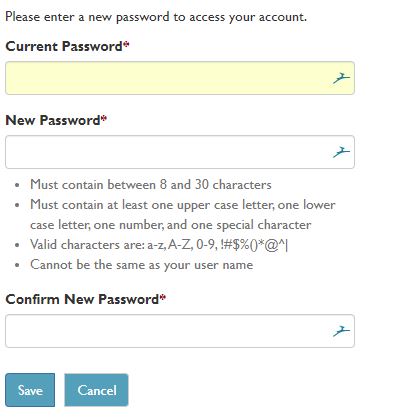 Please enter a new password to access your account.
Current Password*
New Password*
• Must contain between 8 and 30 characters
• Must contain at least one upper case letter, one lower
case letter, one number, and one special character
• Valid characters are: a-z, A-Z, 0-9, !#$%()*@^|
• Cannot be the same as your user name
Confirm New Password*
Save Cancel